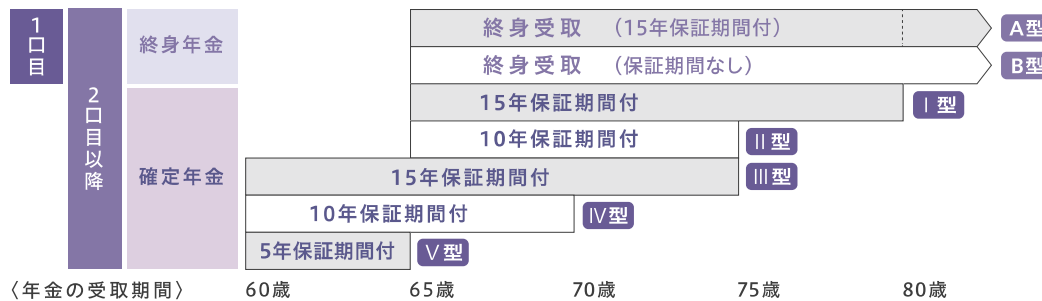 1口目
2口目以降
終身年金
終身受取 （15年保証期間付）
A型
終身受取 （保証期間なし）
B型
確定年金
15年保証期間付
Ⅰ型
10年保証期間付
Ⅱ型
15年保証期間付
Ⅲ型
10年保証期間付
Ⅳ型
5年保証期間付
Ⅴ型
〈年金の受取期間〉 60歳 65歳 70歳 75歳 80歳